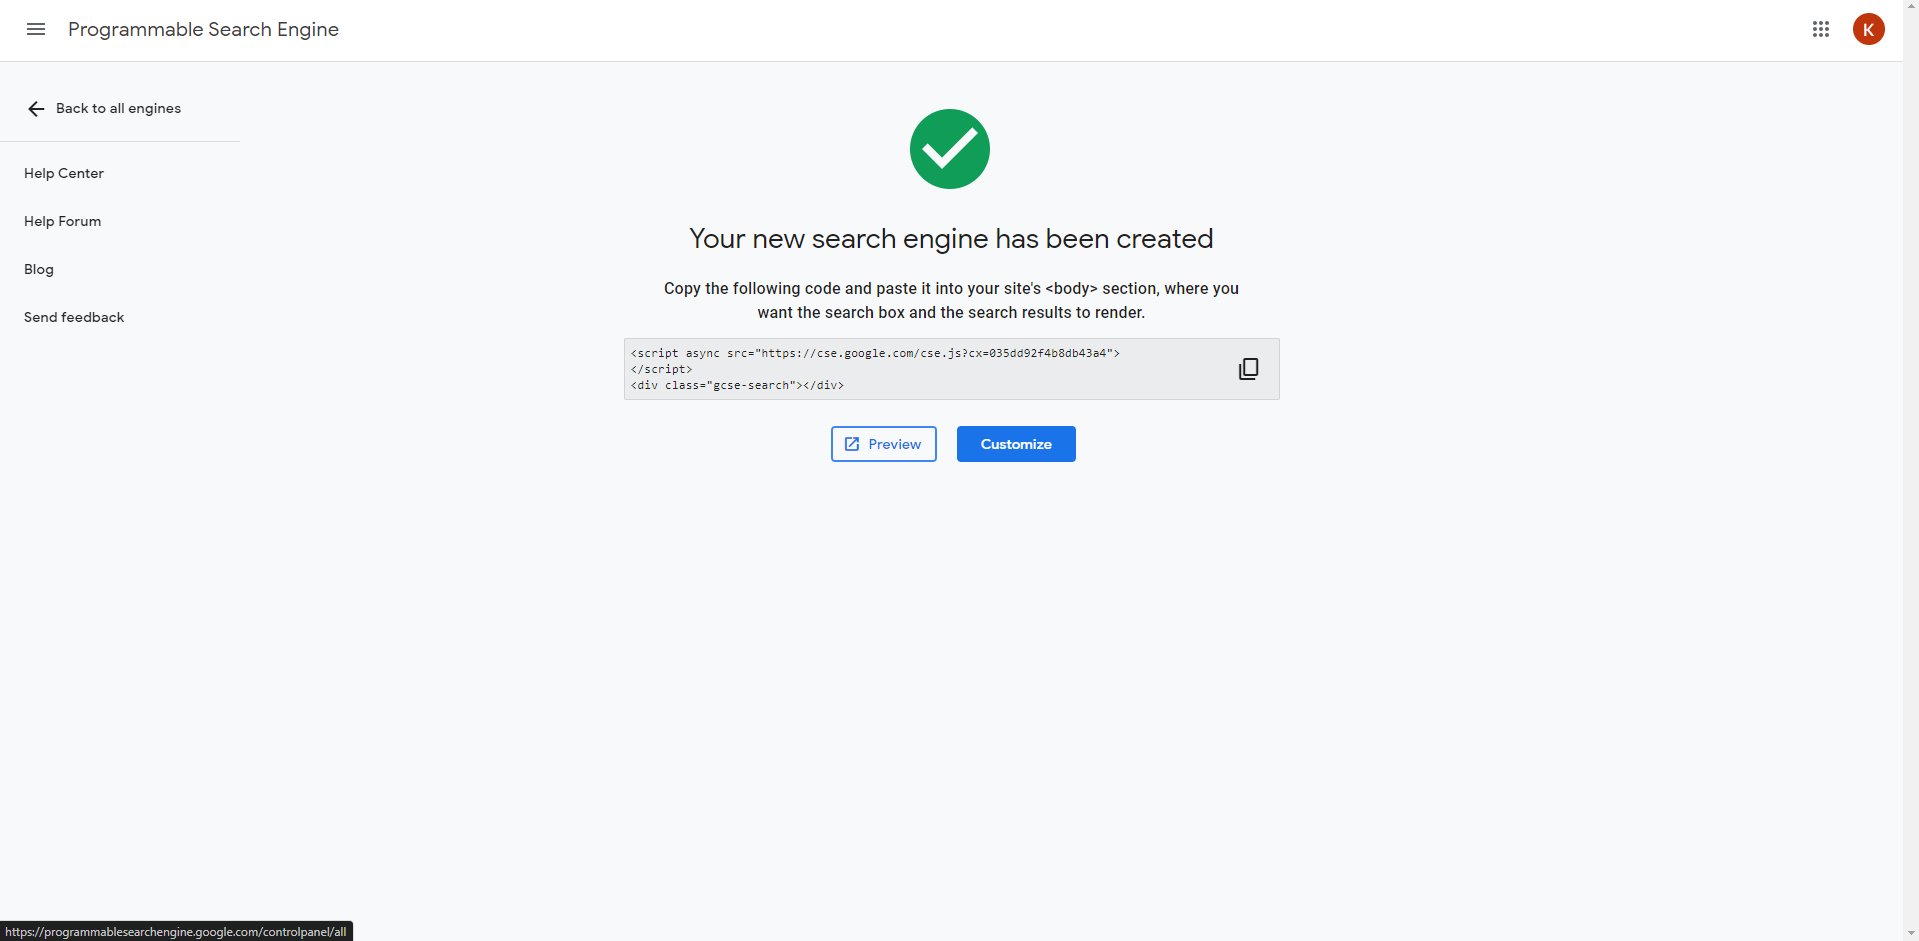 Programmable Search Engine
K
Back to all engines
Help Center
Help Forum
Blog
Send feedback
Your new search engine has been created
Copy the following code and paste it into your site's <body> section, where you
want the search box and the search results to render.
<script async src="https://cse.google.com/cse.js?cx=035dd92f4b8db43a4">
</script>
<div class="gcse-search"></div>
Preview
Customize
https://programmablesearchengine.google.com/controlpanel/all